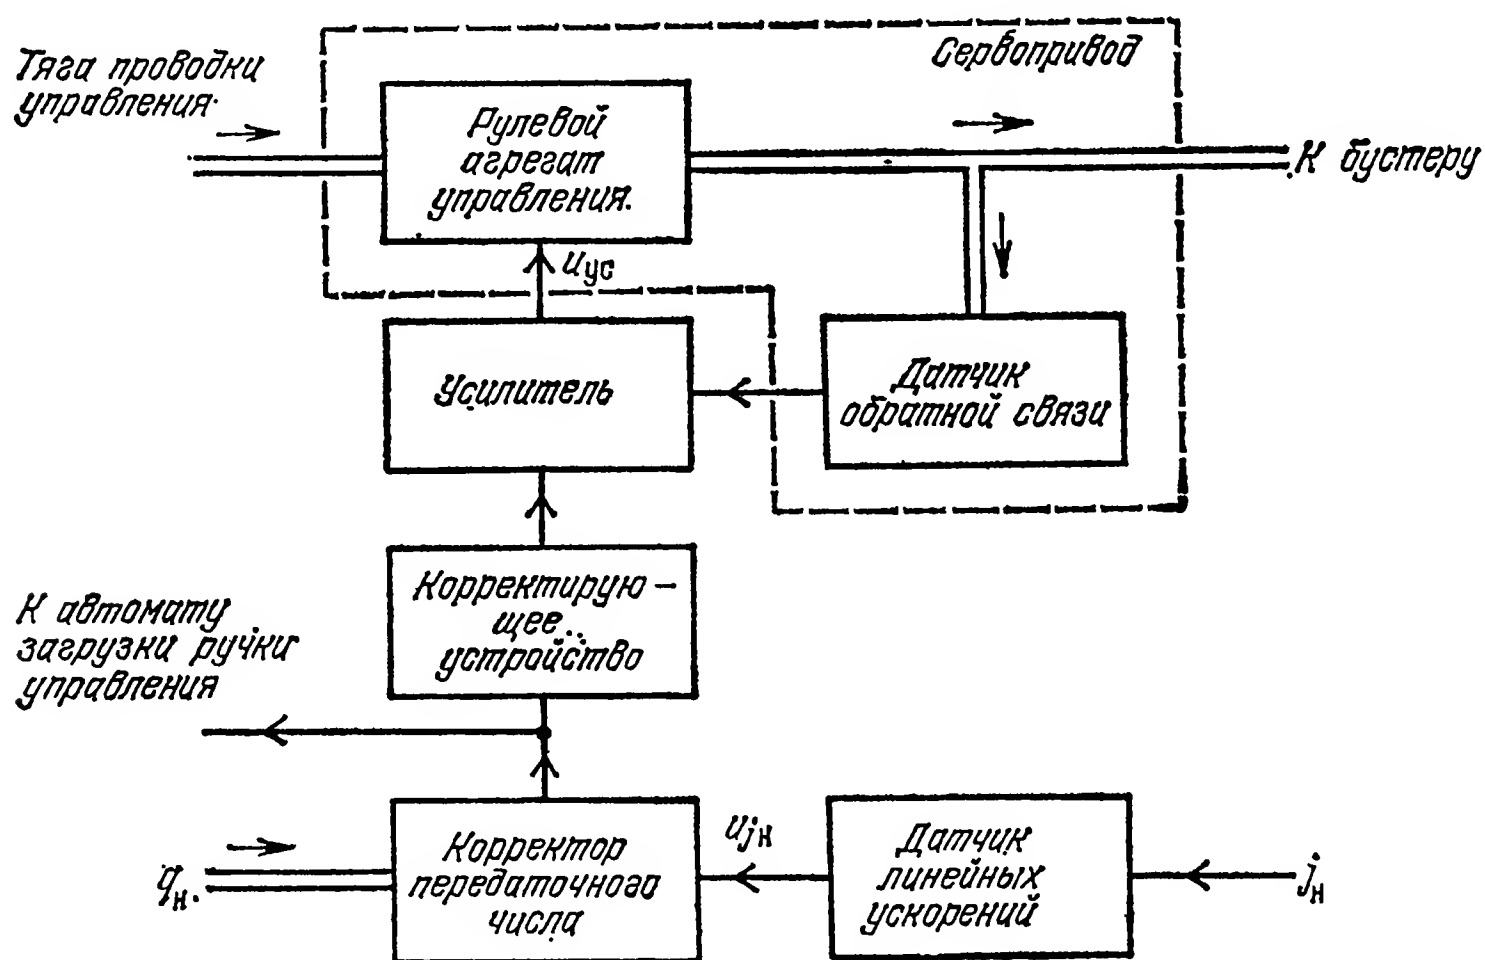 Сервопривод
Тяга проводки
управления
Рулевой
агрегат
управления.
К бустеру
uус
Усилитель
Датчик
обратной связи
Корректирую-
щее
устройство
К автомату
загрузки ручки
управления
qн.
Корректор
передаточного
числа
ujн
Датчик
линейных
ускорений
jн